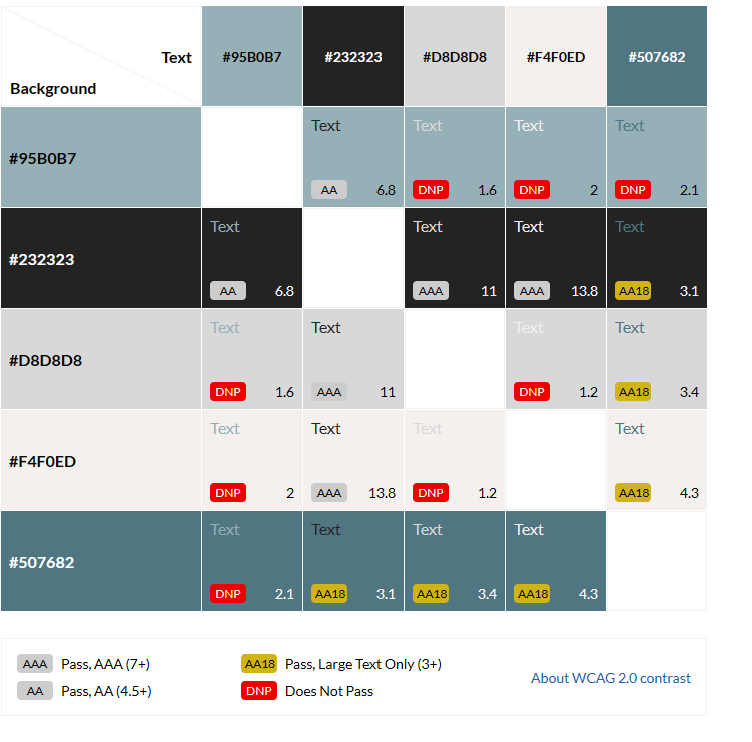 Text
Background
#95B0B7 #232323 #D8D8D8 #F4F0ED #507682
#95B0B7
Text Text Text Text
AA 6.8 DNP 1.6 DNP 2 DNP 2.1
#232323
Text Text Text Text
AA 6.8 AAA 11 AAA 13.8 AA18 3.1
#D8D8D8
Text Text Text Text
DNP 1.6 AAA 11 DNP 1.2 AA18 3.4
#F4F0ED
Text Text Text Text
DNP 2 AAA 13.8 DNP 1.2 AA18 4.3
#507682
Text Text Text Text
DNP 2.1 AA18 3.1 AA18 3.4 AA18 4.3
AAA Pass, AAA (7+)
AA Pass, AA (4.5+)
AA18 Pass, Large Text Only (3+)
DNP Does Not Pass
About WCAG 2.0 contrast